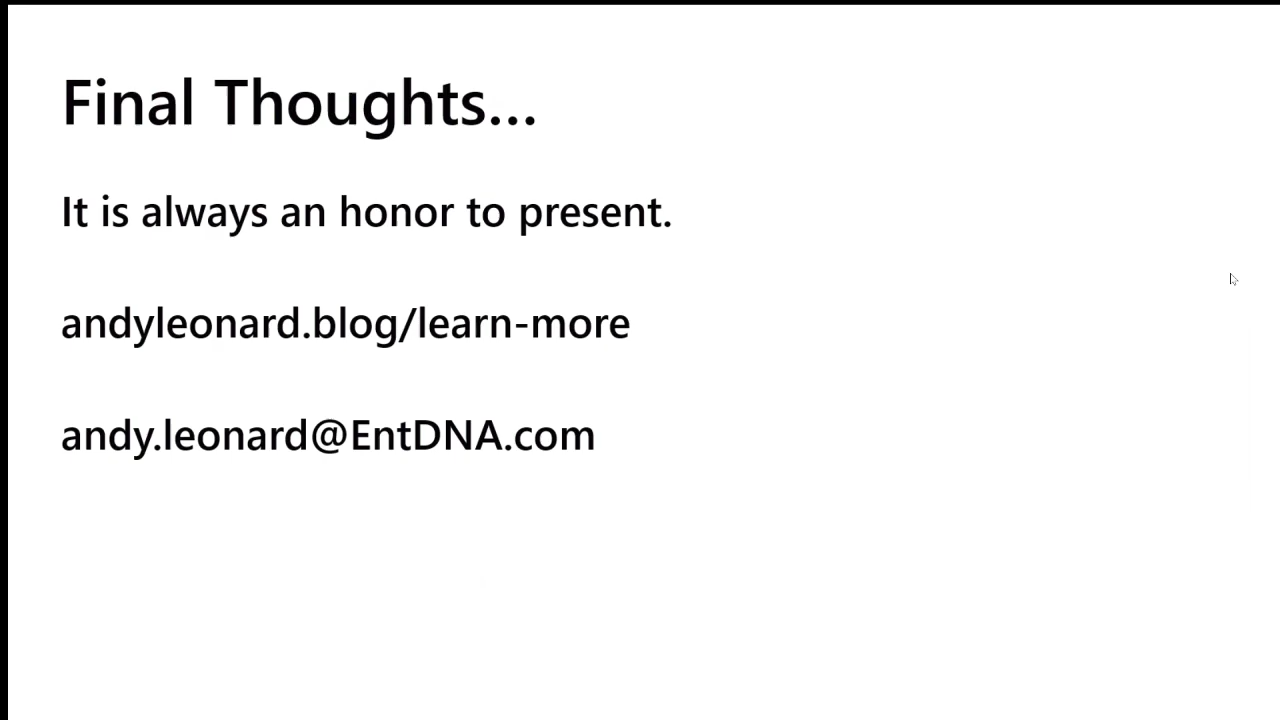 Final Thoughts...
It is always an honor to present.
andyleonard.blog/learn-more
andy.leonard@EntDNA.com